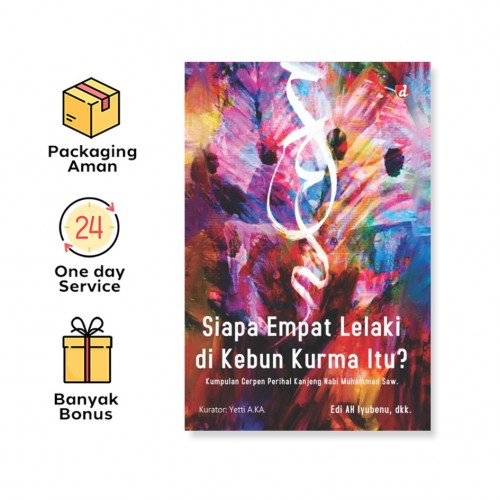 Packaging
Aman
24
One day
Service
Banyak
Bonus
d
Siapa Empat Lelaki
di Kebun Kurma Itu?
Kumpulan Cerpen Perihal Kanjeng Nabi Muhammad Saw.
Kurator: Yetti A.KA.
Edi AH Iyubenu, dkk.